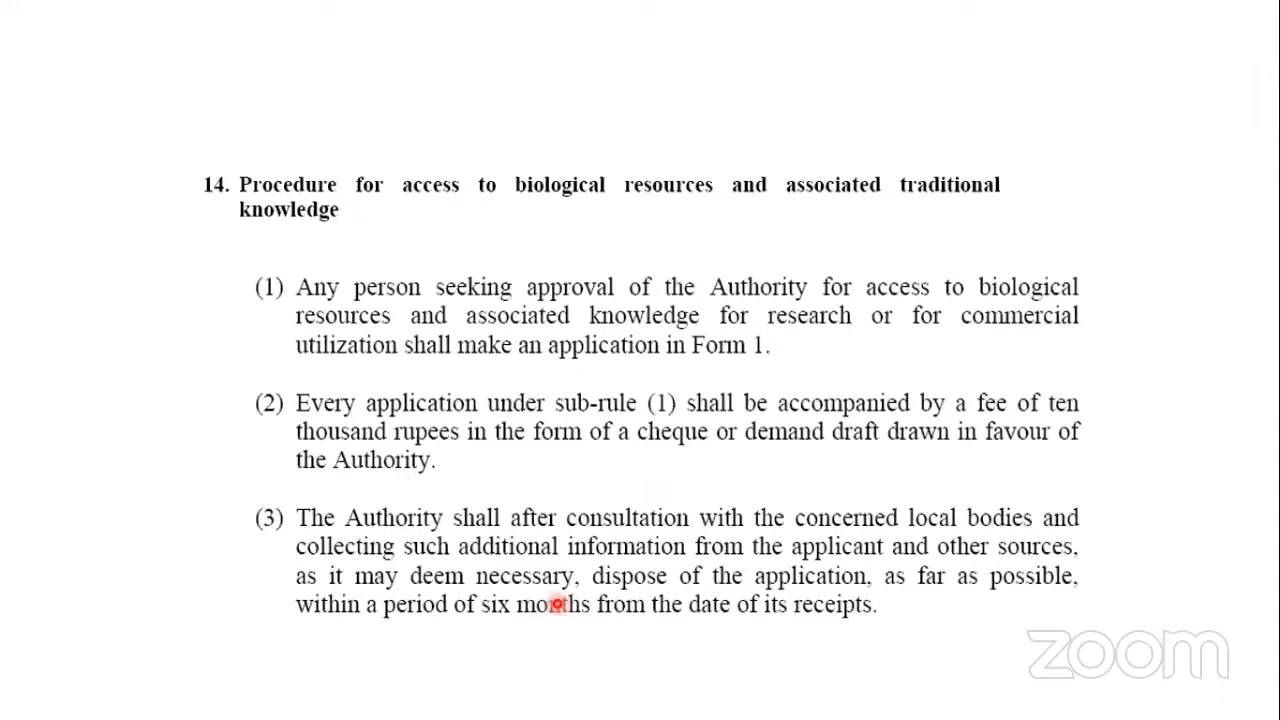 14. Procedure for access to biological resources and associated traditional
knowledge
(1) Any person seeking approval of the Authority for access to biological
resources and associated knowledge for research or for commercial
utilization shall make an application in Form 1.
(2) Every application under sub-rule (1) shall be accompanied by a fee of ten
thousand rupees in the form of a cheque or demand draft drawn in favour of
the Authority.
(3) The Authority shall after consultation with the concerned local bodies and
collecting such additional information from the applicant and other sources,
as it may deem necessary, dispose of the application, as far as possible,
within a period of six months from the date of its receipts.
zoom